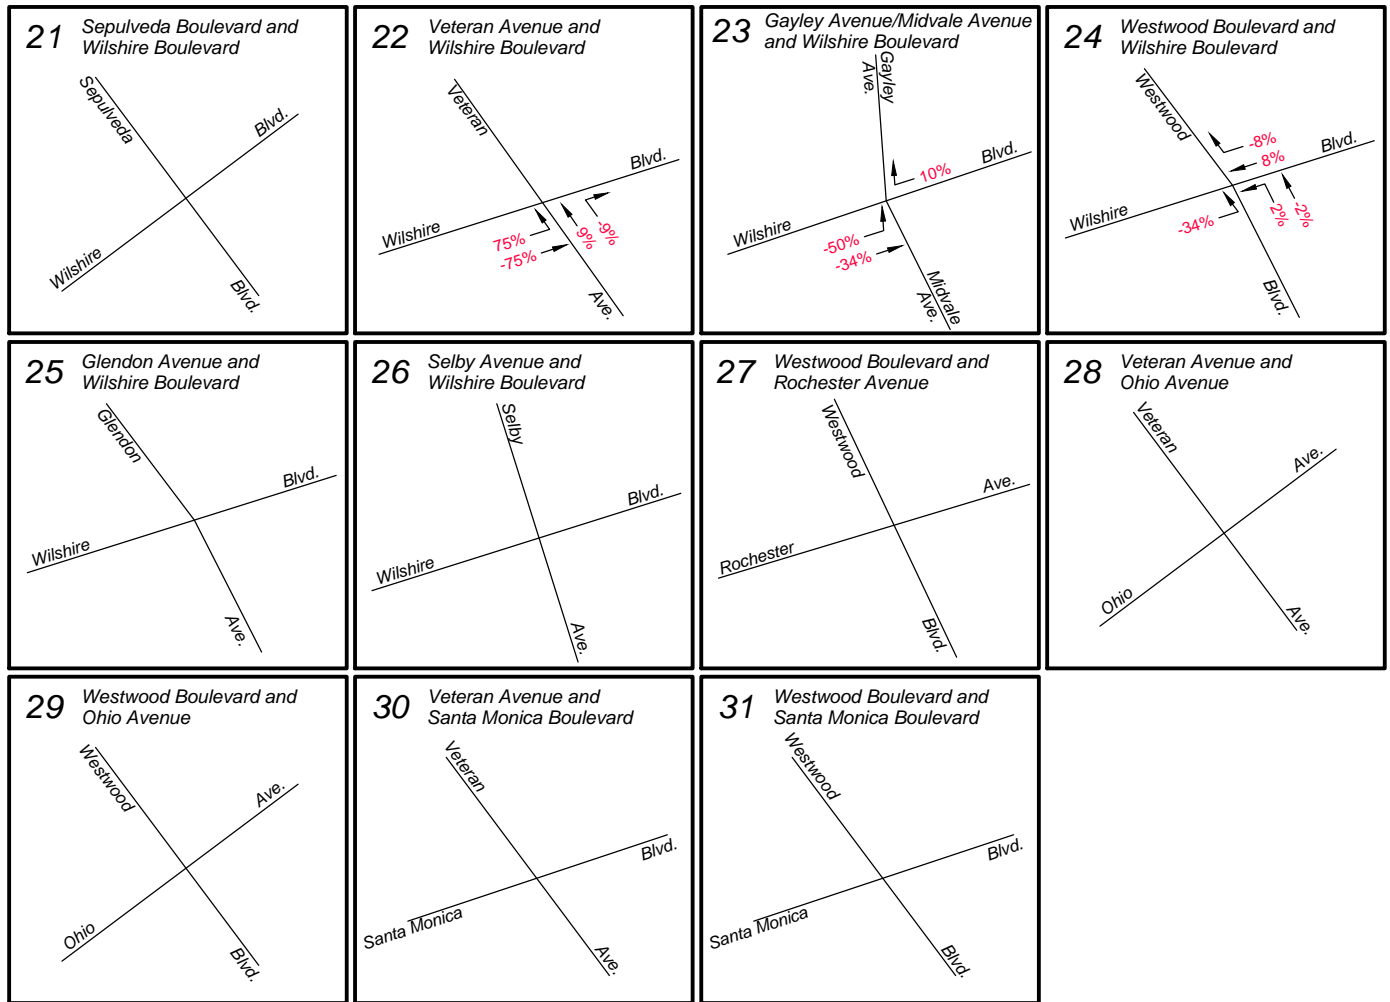 21 Sepulveda Boulevard and
Wilshire Boulevard
Sepulveda
Blvd.
Wilshire
Blvd.
22 Veteran Avenue and
Wilshire Boulevard
Veteran
Blvd.
Wilshire
75%
-75%
9%
-9%
Ave.
23 Gayley Avenue/Midvale Avenue
and Wilshire Boulevard
Gayley
Ave.
Blvd.
10%
Wilshire
-50%
-34%
Midvale
Ave.
24 Westwood Boulevard and
Wilshire Boulevard
Westwood
-8%
8%
Blvd.
Wilshire
-34%
2%
-2%
Blvd.
25 Glendon Avenue and
Wilshire Boulevard
Glendon
Blvd.
Wilshire
Ave.
26 Selby Avenue and
Wilshire Boulevard
Selby
Blvd.
Wilshire
Ave.
27 Westwood Boulevard and
Rochester Avenue
Westwood
Ave.
Rochester
Blvd.
28 Veteran Avenue and
Ohio Avenue
Veteran
Ave.
Ohio
Ave.
29 Westwood Boulevard and
Ohio Avenue
Westwood
Ave.
Ohio
Blvd.
30 Veteran Avenue and
Santa Monica Boulevard
Veteran
Blvd.
Santa Monica
Ave.
31 Westwood Boulevard and
Santa Monica Boulevard
Westwood
Blvd.
Santa Monica
Blvd.